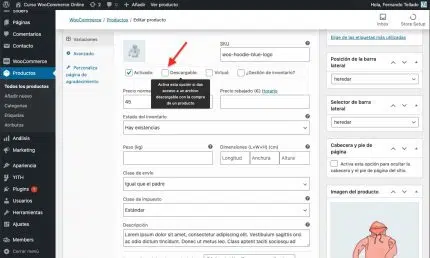 Curso WooCommerce Online
Añadir
Hola, Fernando Tellado
Sliders
WooCommerce / Productos / Editar producto
Inbox
Store Setup
Enlaces
Páginas
Comentarios
WooCommerce
Productos
Todos los productos
Añadir nuevo
Categorías
Etiquetas
Atributos
Análisis
Marketing
Apariencia
YITH
Plugins
Usuarios
Herramientas
Ajustes
Members
Cerrar menú
Variaciones
Avanzado
Personaliza página de agradecimiento
SKU
woo-hoodie-blue-logo
Activado
Descargable
Virtual
¿Gestión de inventario?
Activa esta opción si das
acceso a un archivo
descargable con la compra
de un producto
Precio normal
45
Precio rebajado (€) Horario
Estado del inventario
Hay existencias
Peso (kg)
Dimensiones (L×W×H) (cm)
Longitud
Anchura
Altura
Clase de envío
Igual que el padre
Clase de impuesto
Estándar
Descripción
Lorem ipsum dolor sit amet, consectetur adipiscing elit. Vestibulum sagittis orci
ac odio dictum tincidunt. Donec ut metus leo. Class aptent taciti sociosqu ad
Elige de las etiquetas más utilizadas
Posición de la barra
lateral
heredar
Selector de barra
lateral
heredar
Cabecera y pie de
página
Activa esta opción para ocultar la
cabecera y el pie de página del sitio.
Imagen del producto